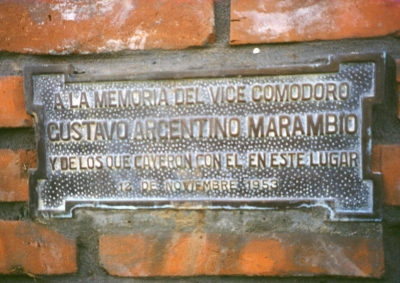 A LA MEMORIA DEL VICE COMODORO
GUSTAVO ARGENTINO MARAMBIO
Y DE LOS QUE CAYERON CON EL EN ESTE LUGAR
12 DE NOVIEMBRE 1953